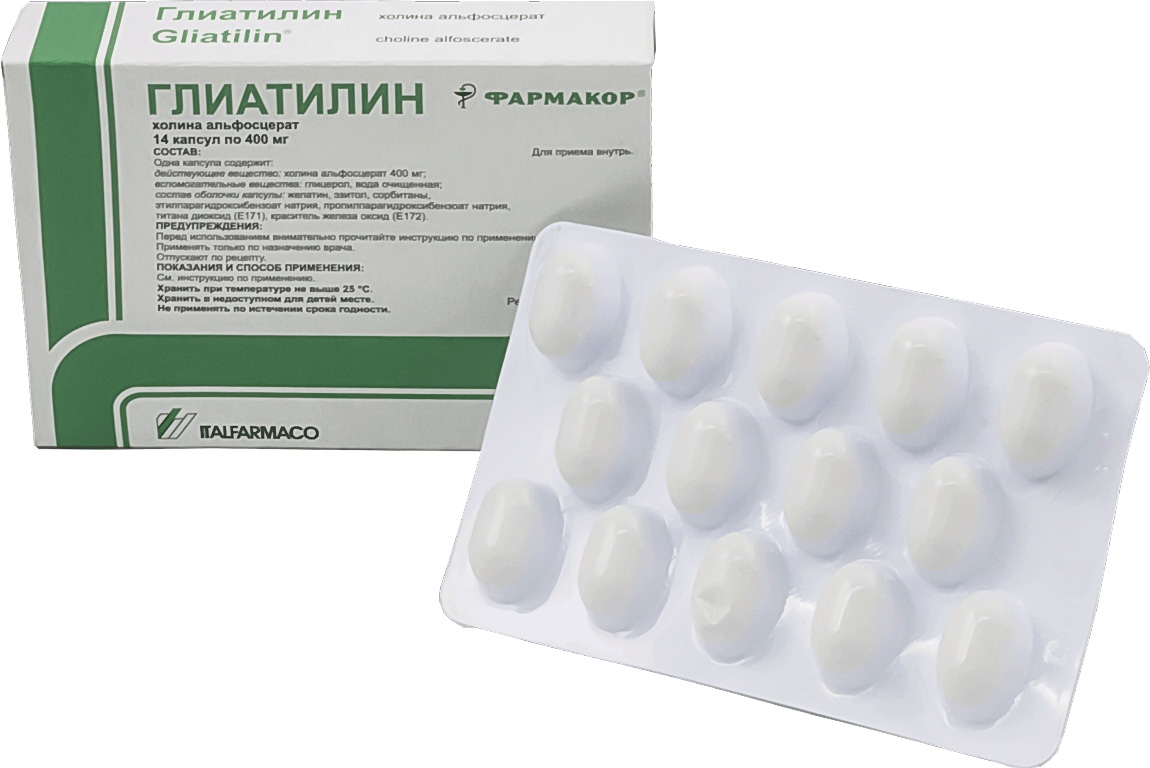 Глиатилин холина альфосцерат
Gliatilin® choline alfoscerate
ГЛИАТИЛИН ФАРМАКОР®
холина альфосцерат
14 капсул по 400 мг
СОСТАВ: Для приема внутрь.
Одна капсула содержит:
действующее вещество: холина альфосцерат 400 мг;
вспомогательные вещества: глицерол, вода очищенная;
состав оболочки капсулы: желатин, эзитол, сорбитаны,
этилпарагидроксибензоат натрия, пропилпарагидроксибензоат натрия,
титана диоксид (Е171), краситель железа оксид (Е172).
ПРЕДУПРЕЖДЕНИЯ:
Перед использованием внимательно прочитайте инструкцию по применению
Применять только по назначению врача.
Отпускают по рецепту.
ПОКАЗАНИЯ И СПОСОБ ПРИМЕНЕНИЯ:
См. инструкцию по применению.
Хранить при температуре не выше 25 °С.
Хранить в недоступном для детей месте.
Не применять по истечении срока годности.
ITALFARMACO